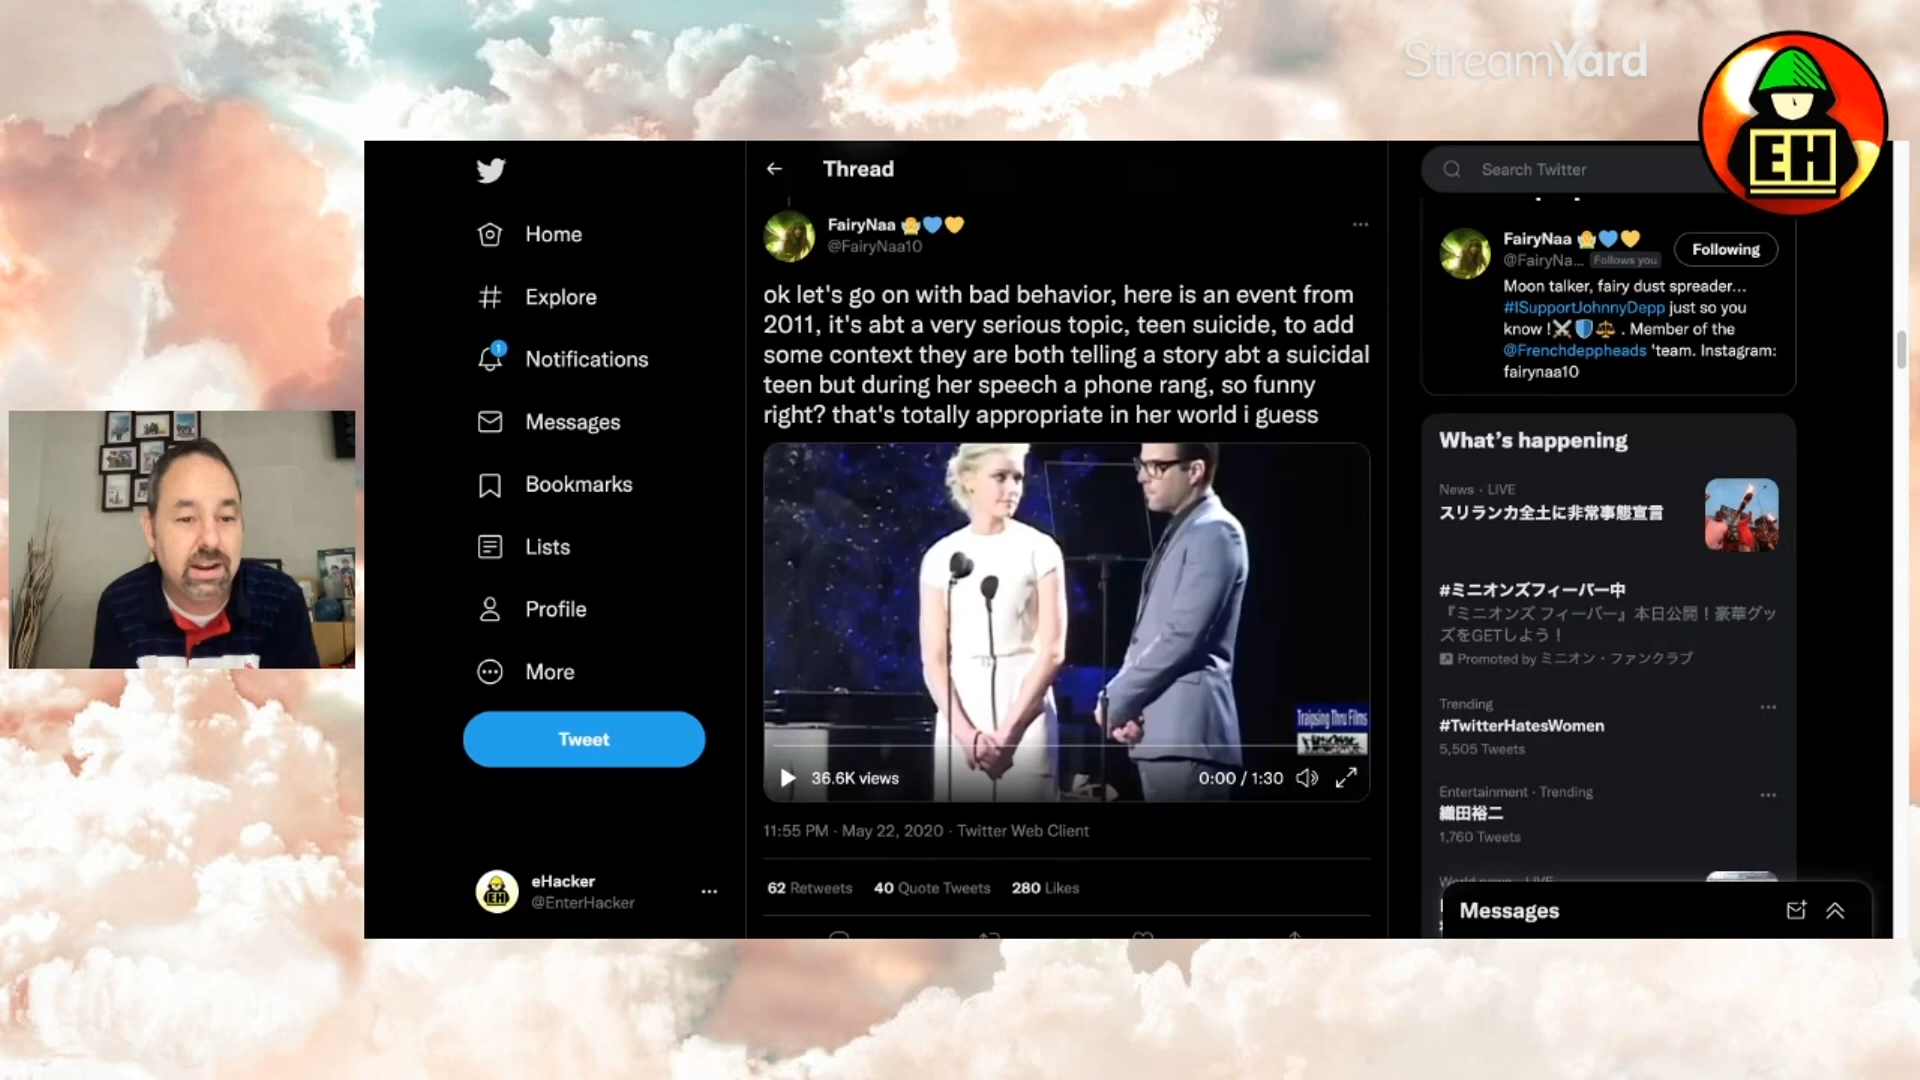 StreamYard
EH
Thread
Search Twitter
Home
Explore
1
Notifications
Messages
Bookmarks
Lists
Profile
More
Tweet
eHacker
@EnterHacker
FairyNaa
@FairyNaa10
ok let's go on with bad behavior, here is an event from
2011, it's abt a very serious topic, teen suicide, to add
some context they are both telling a story abt a suicidal
teen but during her speech a phone rang, so funny
right? that's totally appropriate in her world i guess
Traipsing Thru Films
36.6K views
0:00 / 1:30
11:55 PM · May 22, 2020 · Twitter Web Client
62 Retweets 40 Quote Tweets 280 Likes
FairyNaa
@FairyNa... Follows you
Following
Moon talker, fairy dust spreader...
#ISupportJohnnyDepp just so you
know ! . Member of the
@Frenchdeppheads 'team. Instagram:
fairynaa10
What's happening
News · LIVE
スリランカ全土に非常事態宣言
#ミニオンズフィーバー中
『ミニオンズ フィーバー』本日公開！豪華グッ
ズをGETしよう！
Promoted by ミニオン・ファンクラブ
Trending
#TwitterHatesWomen
5,505 Tweets
Entertainment · Trending
織田裕二
1,760 Tweets
World news · LIVE
Messages